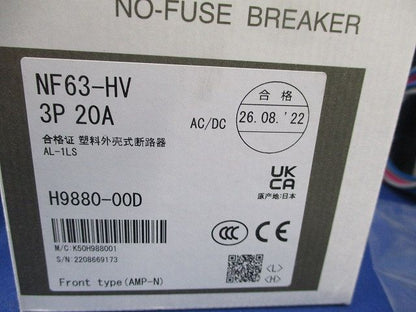 NO-FUSE BREAKER
NF63-HV
3P 20A
AC/DC
合格
26.08.'22
合格证 塑料外壳式断路器
AL-1LS
UK
CA
原产地:日本
H9880-00D
M/C:K50H988001
S/N:2208669173
CCC
CE
Front type(AMP-N)
<L>
<H>